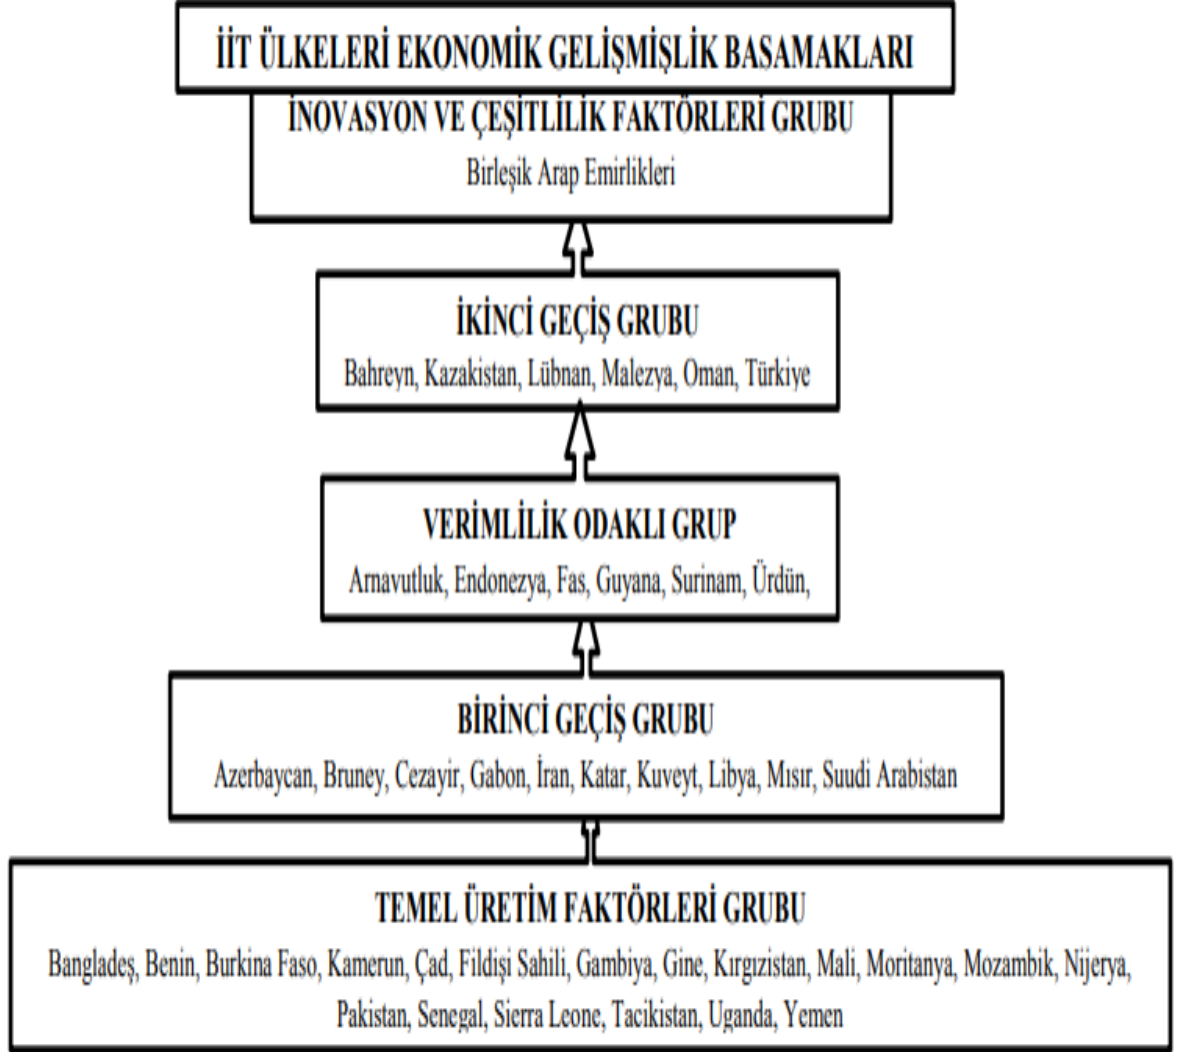 İİT ÜLKELERİ EKONOMİK GELİŞMİŞLİK BASAMAKLARI
İNOVASYON VE ÇEŞİTLİLİK FAKTÖRLERİ GRUBU
Birleşik Arap Emirlikleri
İKİNCİ GEÇİŞ GRUBU
Bahreyn, Kazakistan, Lübnan, Malezya, Oman, Türkiye
VERİMLİLİK ODAKLI GRUP
Arnavutluk, Endonezya, Fas, Guyana, Surinam, Ürdün,
BİRİNCİ GEÇİŞ GRUBU
Azerbaycan, Bruney, Cezayir, Gabon, İran, Katar, Kuveyt, Libya, Mısır, Suudi Arabistan
TEMEL ÜRETİM FAKTÖRLERİ GRUBU
Bangladeş, Benin, Burkina Faso, Kamerun, Çad, Fildişi Sahili, Gambiya, Gine, Kırgızistan, Mali, Moritanya, Mozambik, Nijerya,
Pakistan, Senegal, Sierra Leone, Tacikistan, Uganda, Yemen